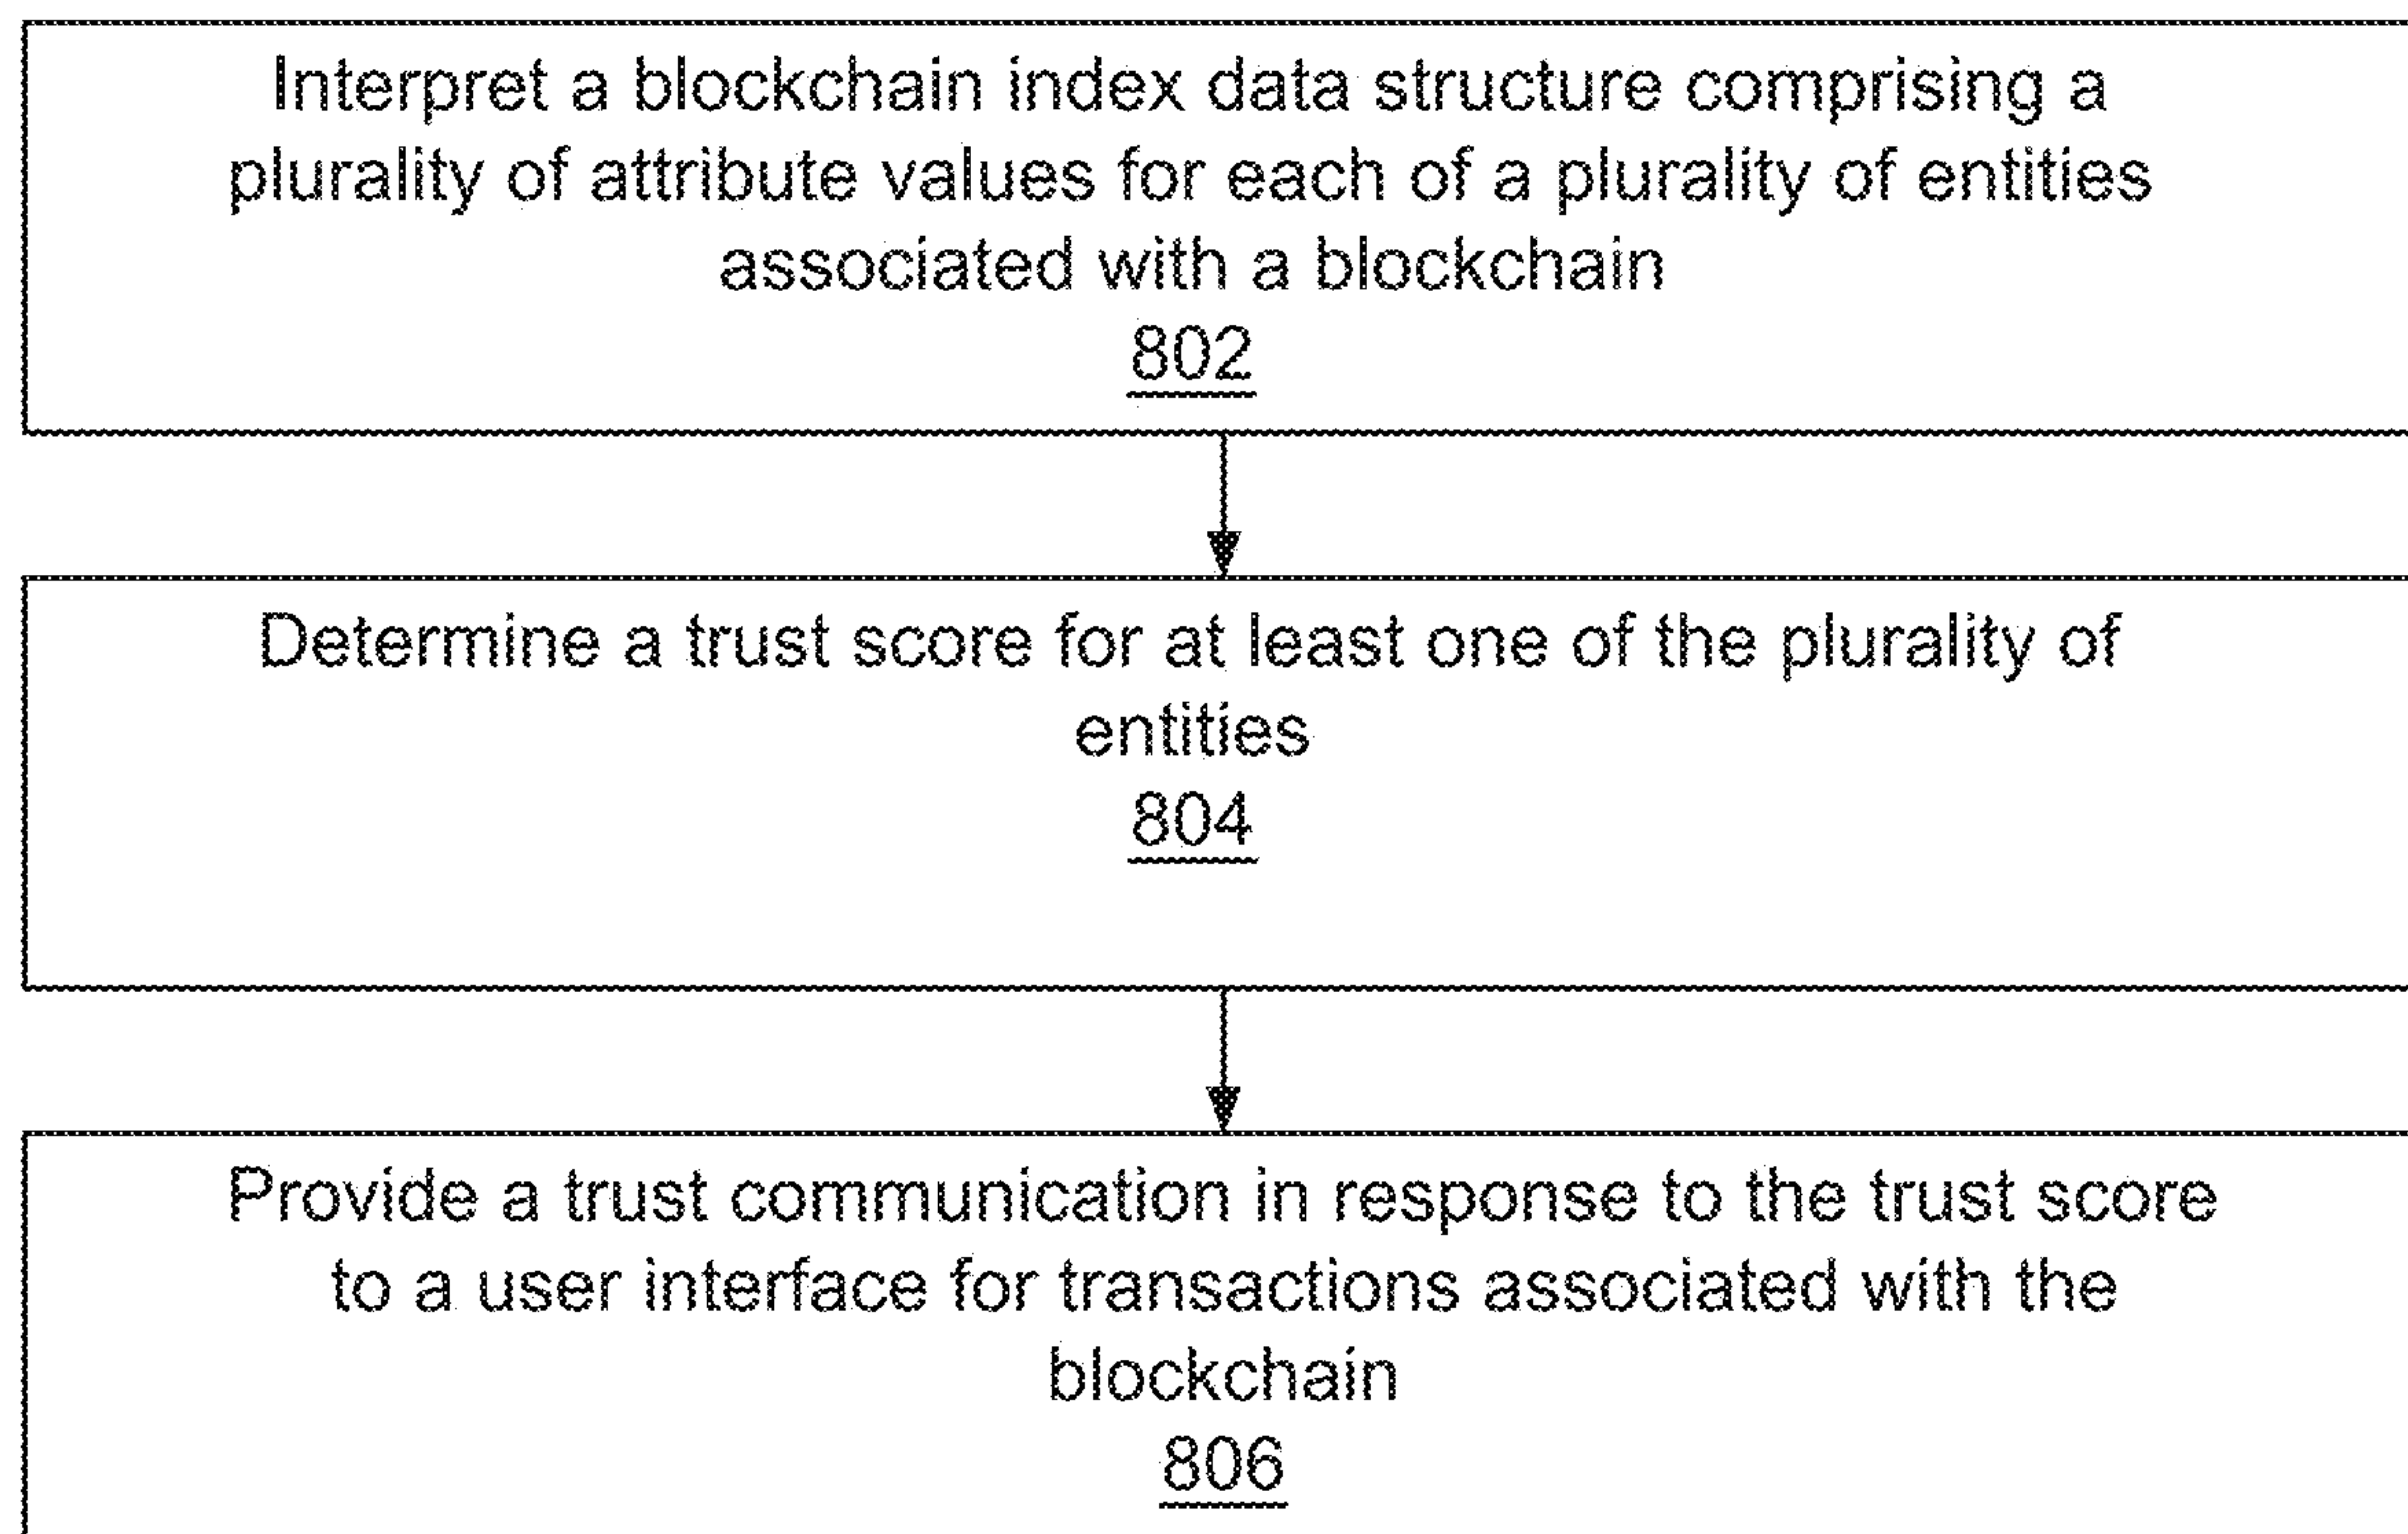 Interpret a blockchain index data structure comprising a
plurality of attribute values for each of a plurality of entities
associated with a blockchain
802
Determine a trust score for at least one of the plurality of
entities
804
Provide a trust communication in response to the trust score
to a user interface for transactions associated with the
blockchain
806